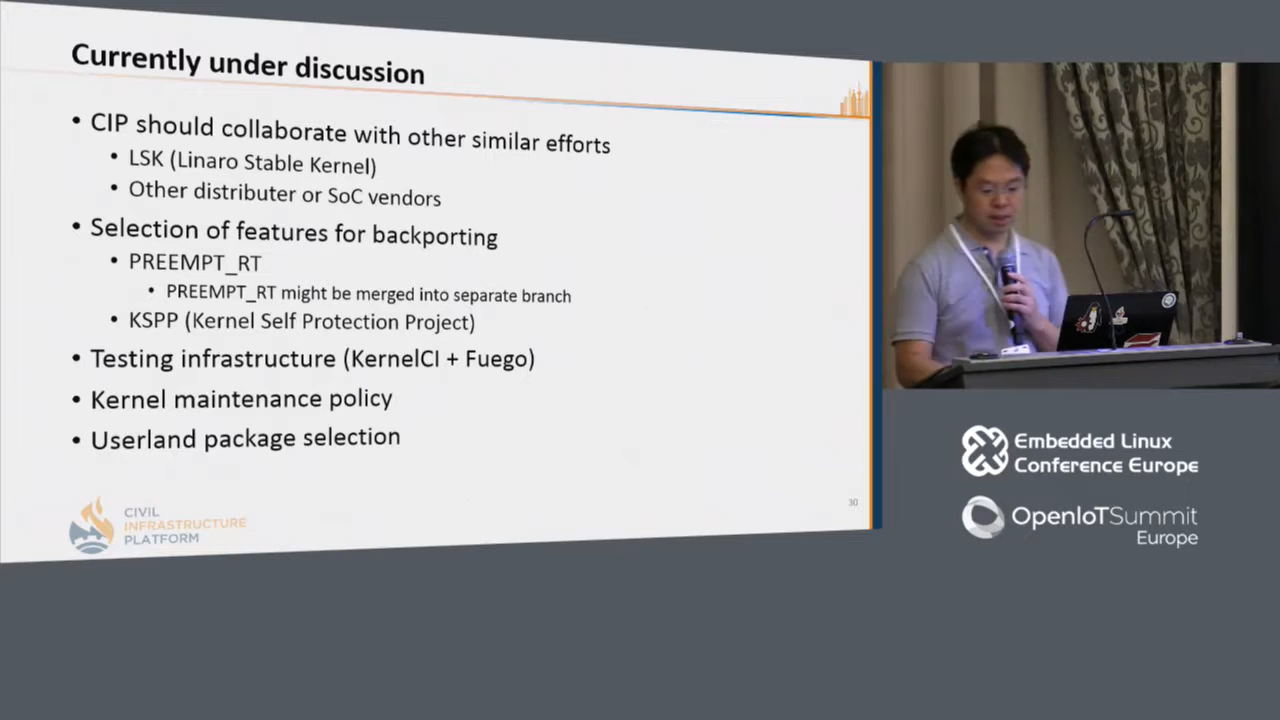 Currently under discussion
• CIP should collaborate with other similar efforts
• LSK (Linaro Stable Kernel)
• Other distributer or SoC vendors
• Selection of features for backporting
• PREEMPT_RT
• PREEMPT_RT might be merged into separate branch
• KSPP (Kernel Self Protection Project)
• Testing infrastructure (KernelCI + Fuego)
• Kernel maintenance policy
• Userland package selection
30
CIVIL
INFRASTRUCTURE
PLATFORM
Embedded Linux
Conference Europe
OpenIoTSummit
Europe